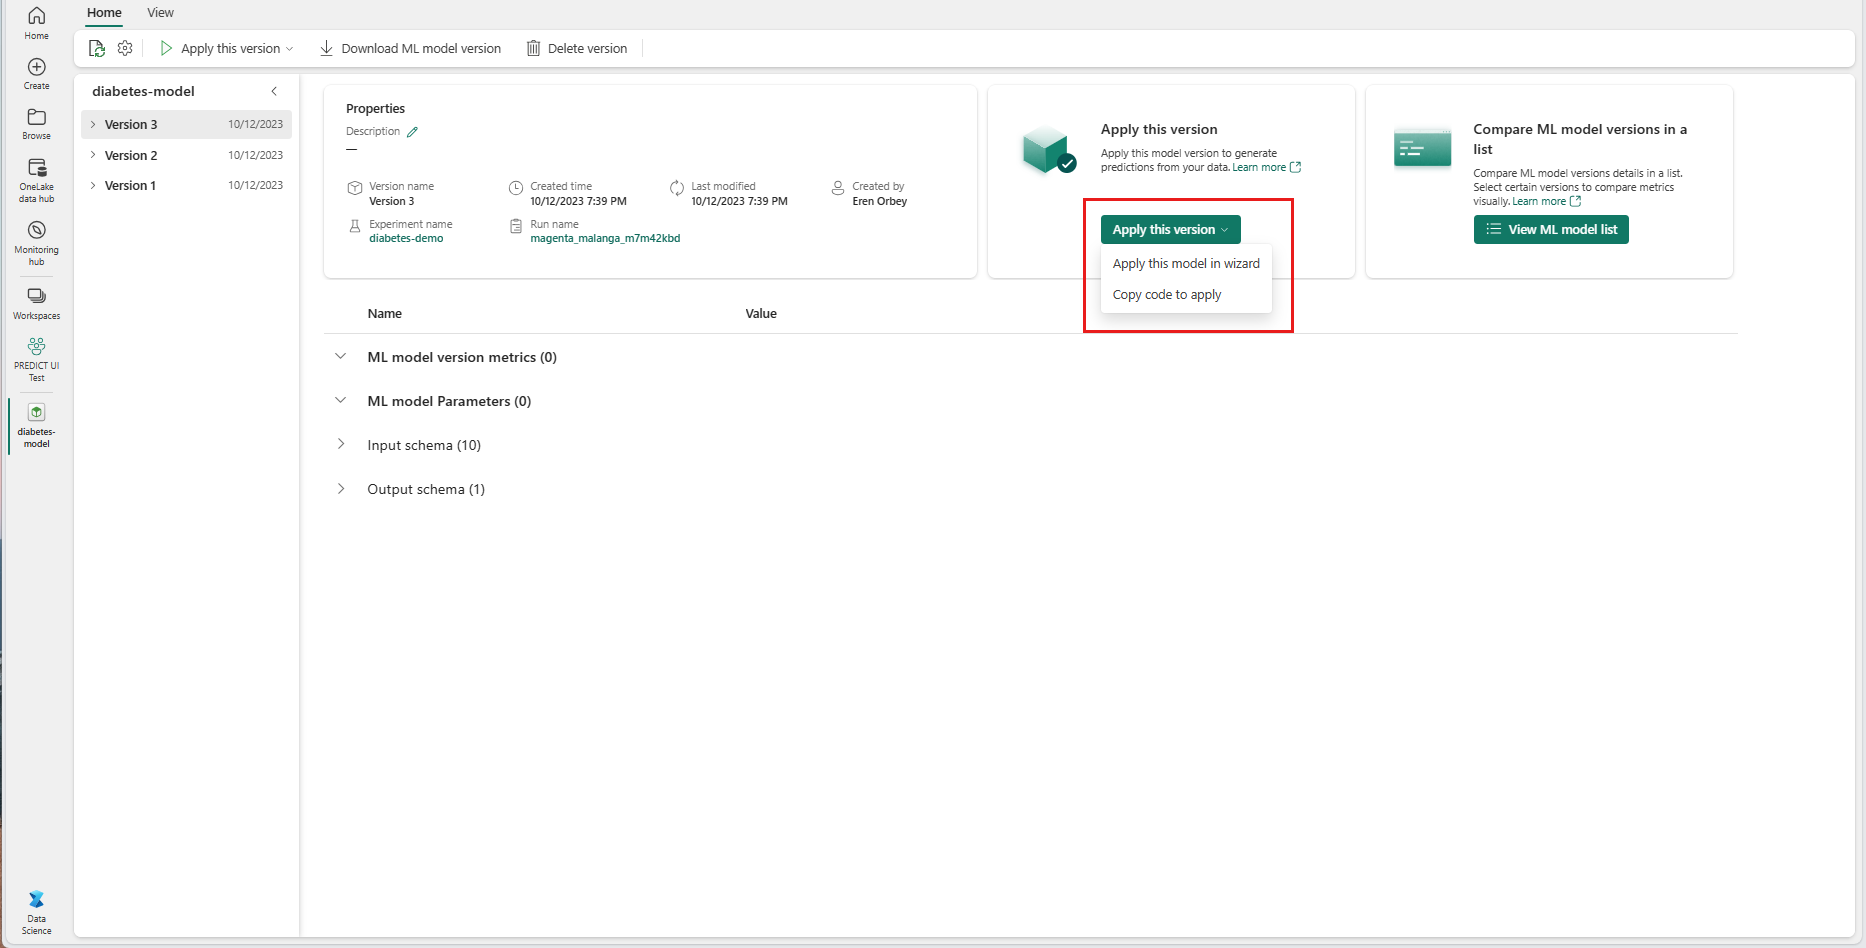 Home
Create
Browse
OneLake
data hub
Monitoring
hub
Workspaces
PREDICT UI
Test
diabetes-
model
Data
Science
Home View
Apply this version Download ML model version Delete version
diabetes-model
Version 3 10/12/2023
Version 2 10/12/2023
Version 1 10/12/2023
Properties
Description
—
Version name
Version 3
Created time
10/12/2023 7:39 PM
Last modified
10/12/2023 7:39 PM
Created by
Eren Orbey
Experiment name
diabetes-demo
Run name
magenta_malanga_m7m42kbd
Apply this version
Apply this model version to generate
predictions from your data. Learn more
Apply this version
Apply this model in wizard
Copy code to apply
Compare ML model versions in a
list
Compare ML model versions details in a list.
Select certain versions to compare metrics
visually. Learn more
View ML model list
Name Value
ML model version metrics (0)
ML model Parameters (0)
Input schema (10)
Output schema (1)